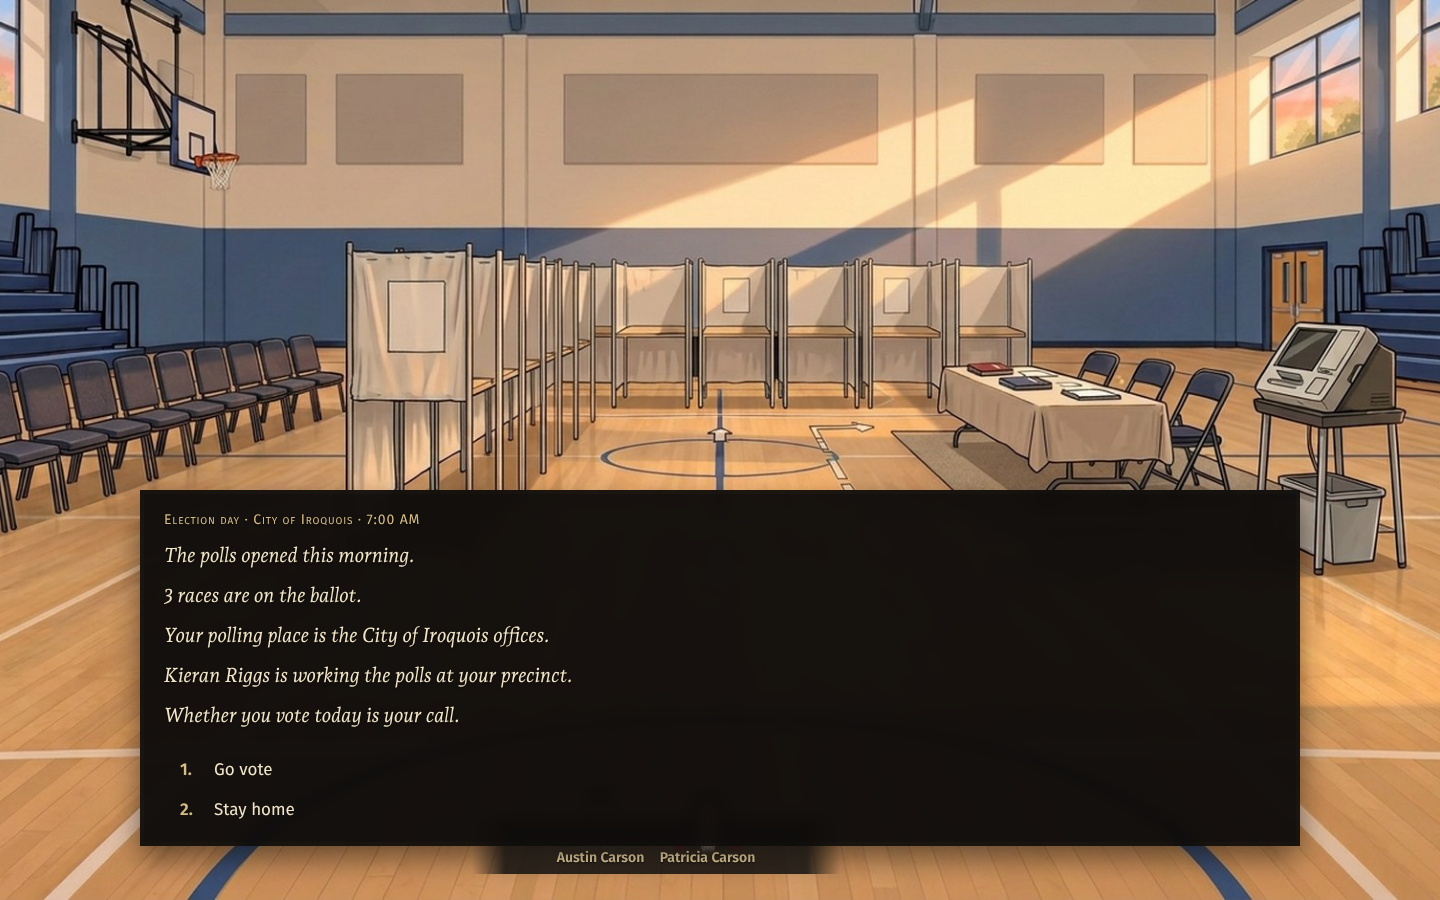 Election day · City of Iroquois · 7:00 AM
The polls opened this morning.
3 races are on the ballot.
Your polling place is the City of Iroquois offices.
Kieran Riggs is working the polls at your precinct.
Whether you vote today is your call.
1. Go vote
2. Stay home
Austin Carson Patricia Carson